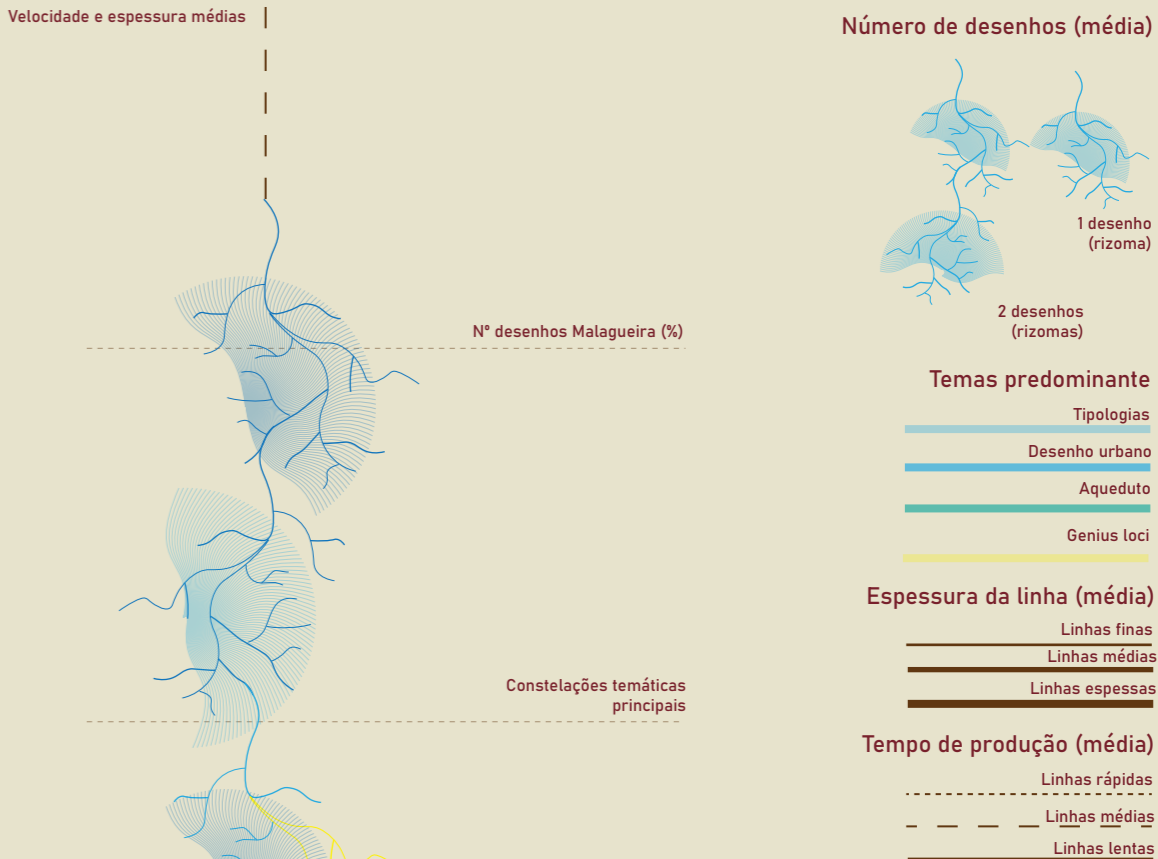 Velocidade e espessura médias
Nº desenhos Malagueira (%)
Constelações temáticas
principais
Número de desenhos (média)
1 desenho
(rizoma)
2 desenhos
(rizomas)
Temas predominante
Tipologias
Desenho urbano
Aqueduto
Genius loci
Espessura da linha (média)
Linhas finas
Linhas médias
Linhas espessas
Tempo de produção (média)
Linhas rápidas
Linhas médias
Linhas lentas